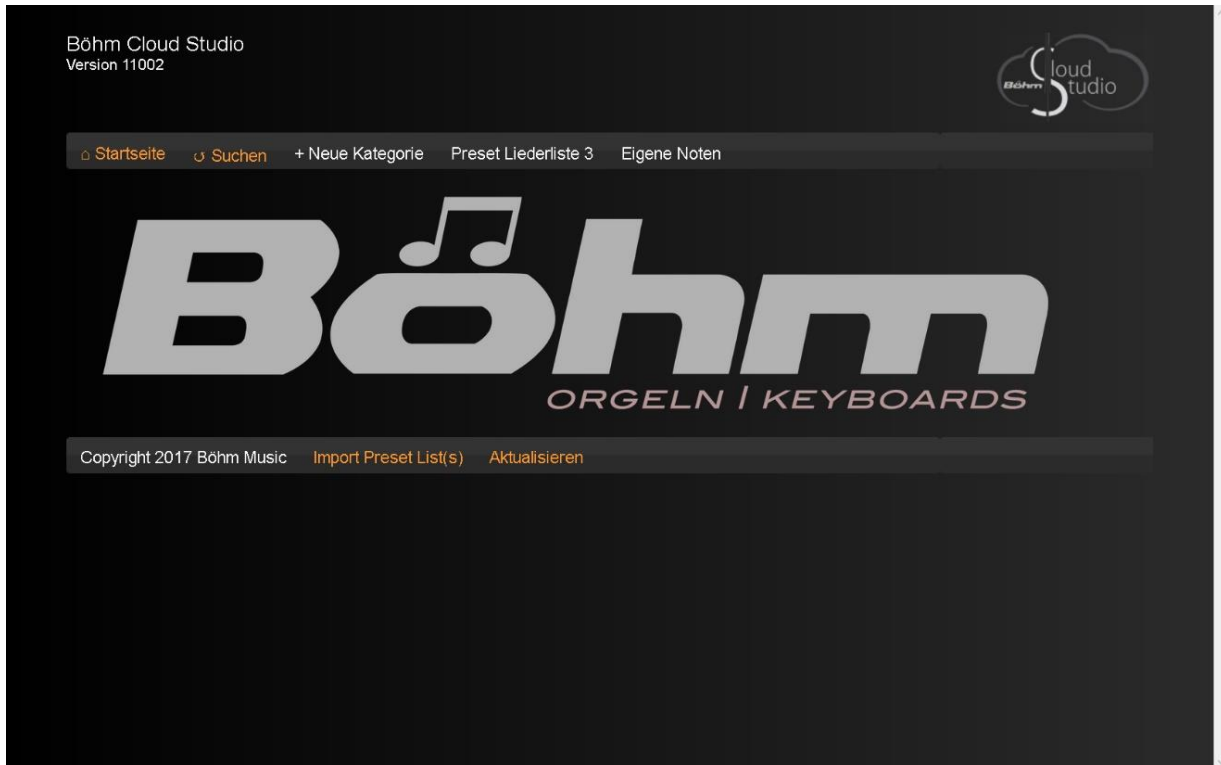 Böhm Cloud Studio
Version 11002
Böhm Cloud Studio
⌂ Startseite ↺ Suchen + Neue Kategorie Preset Liederliste 3 Eigene Noten
Böhm
ORGELN | KEYBOARDS
Copyright 2017 Böhm Music Import Preset List(s) Aktualisieren